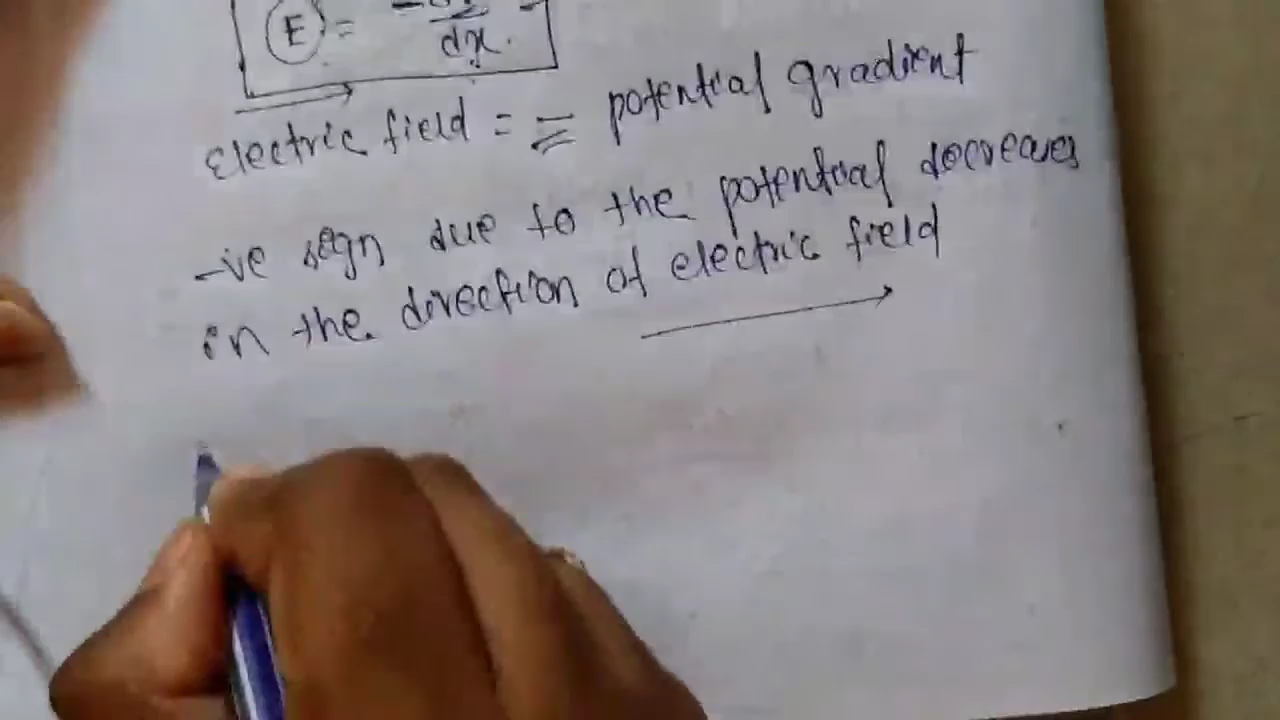 E = 
dx.
Electric field = - potential gradient
-ve sign due to the potential decreases
in the direction of electric field